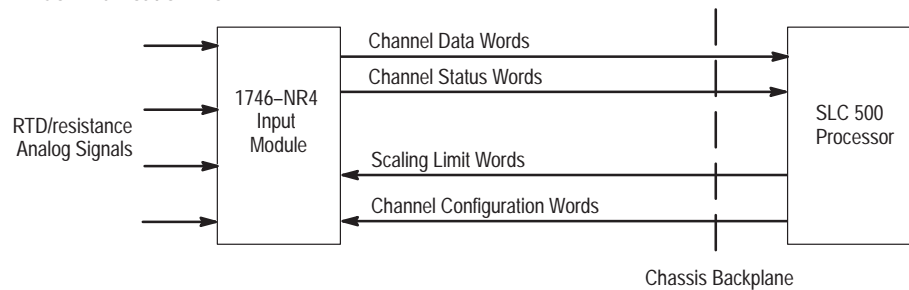 Channel Data Words
Channel Status Words
1746–NR4
Input
Module
SLC 500
Processor
RTD/resistance
Analog Signals
Scaling Limit Words
Channel Configuration Words
Chassis Backplane